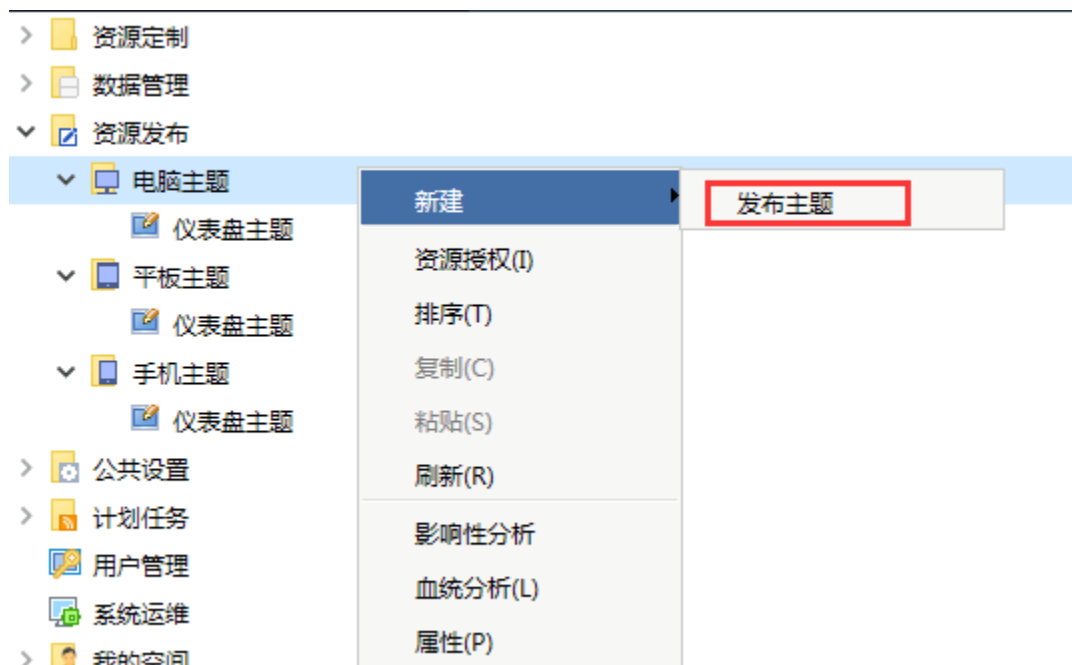 资源定制
数据管理
资源发布
电脑主题
仪表盘主题
平板主题
仪表盘主题
手机主题
仪表盘主题
公共设置
计划任务
用户管理
系统运维
我的空间
新建
资源授权(I)
排序(T)
复制(C)
粘贴(S)
刷新(R)
影响性分析
血统分析(L)
属性(P)
发布主题